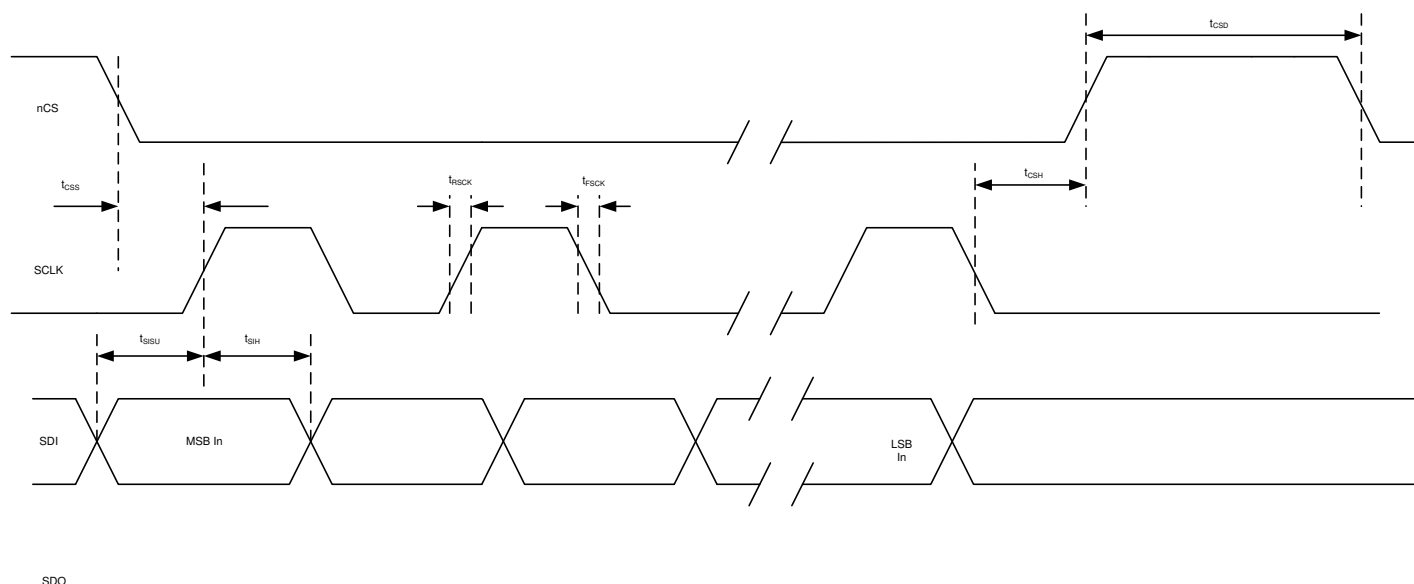 tCSD
nCS
tCSS
tRSCK
tFSCK
tCSH
SCLK
tSISU
tSIH
SDI
MSB In
LSB
In
SDO